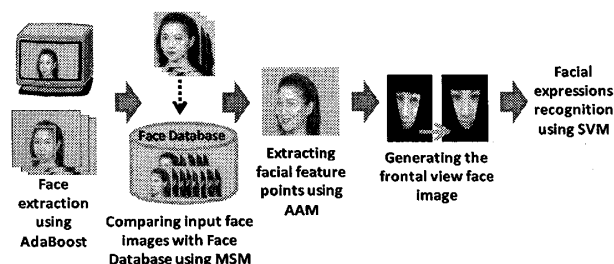 Face
extraction
using
AdaBoost
Face Database
Comparing input face
images with Face
Database using MSM
Extracting
facial feature
points using
AAM
Generating the
frontal view face
image
Facial
expressions
recognition
using SVM